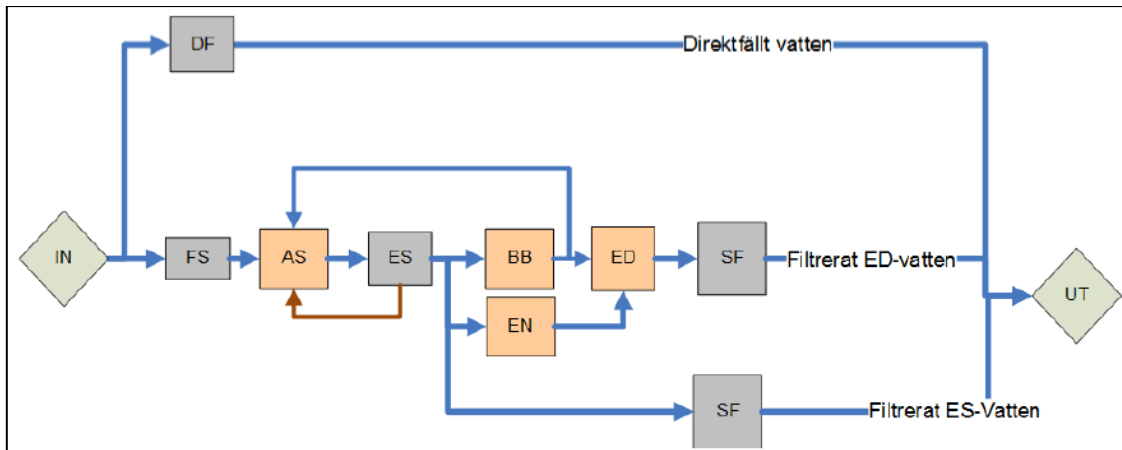 DF
Direktfällt vatten
IN
FS
AS
ES
BB
ED
SF
Filtrerat ED-vatten
EN
UT
SF
Filtrerat ES-Vatten